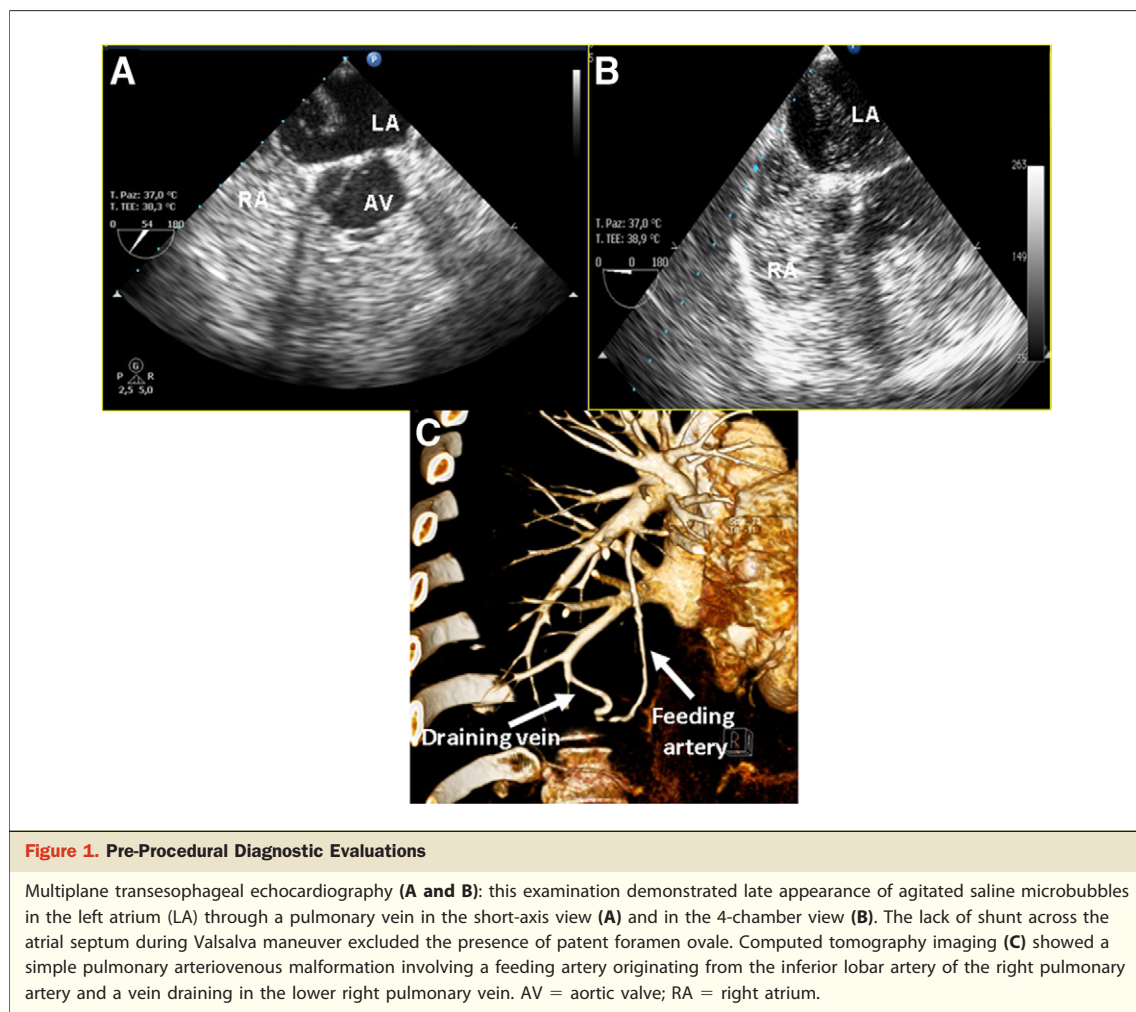 A
P
LA
RA
AV
T. Paz: 37,0 °C
T. TEE: 38,3 °C
0 54 180
G
P R
2,5 5,0
B
LA
RA
T. Paz: 37,0 °C
T. TEE: 38,9 °C
0 0 180
263
149
35
C
Draining vein
Feeding
artery
R
Figure 1. Pre-Procedural Diagnostic Evaluations
Multiplane transesophageal echocardiography (A and B): this examination demonstrated late appearance of agitated saline microbubbles
in the left atrium (LA) through a pulmonary vein in the short-axis view (A) and in the 4-chamber view (B). The lack of shunt across the
atrial septum during Valsalva maneuver excluded the presence of patent foramen ovale. Computed tomography imaging (C) showed a
simple pulmonary arteriovenous malformation involving a feeding artery originating from the inferior lobar artery of the right pulmonary
artery and a vein draining in the lower right pulmonary vein. AV = aortic valve; RA = right atrium.